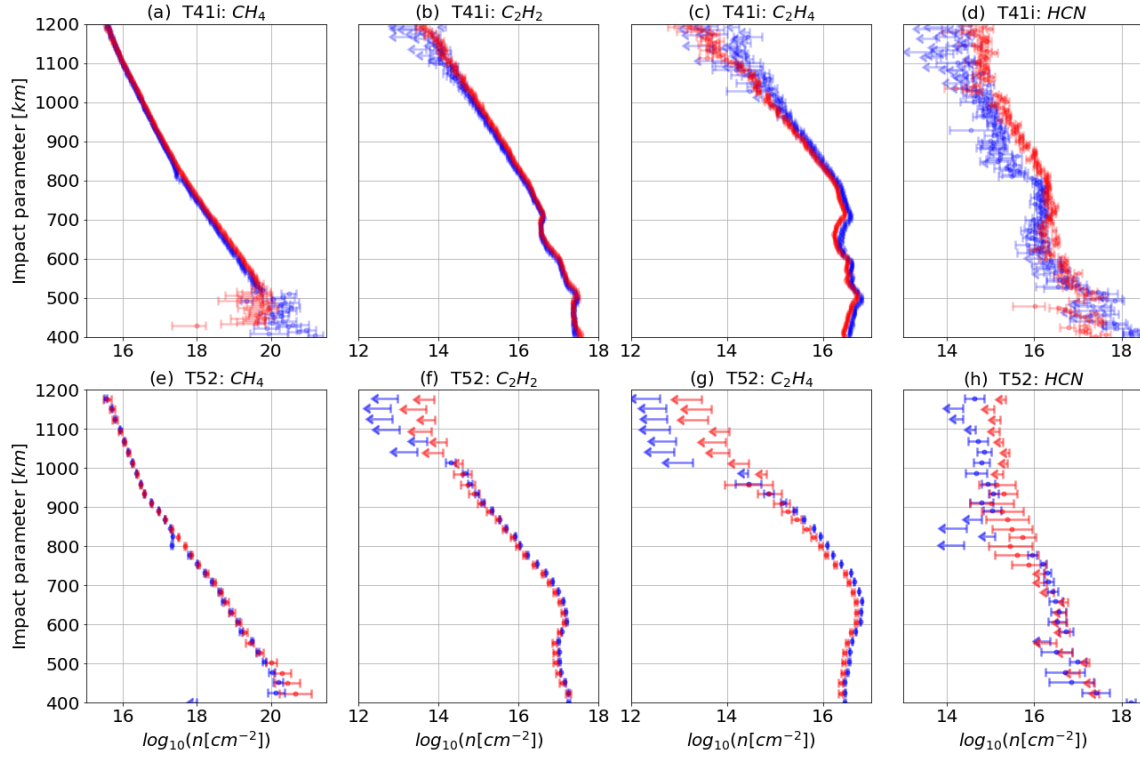 (a) T41i: CH₄
(b) T41i: C₂H₂
(c) T41i: C₂H₄
(d) T41i: HCN
Impact parameter [km]
1200
1100
1000
900
800
700
600
500
400
16 18 20
12 14 16 18
12 14 16
14 16 18
(e) T52: CH₄
(f) T52: C₂H₂
(g) T52: C₂H₄
(h) T52: HCN
Impact parameter [km]
1200
1100
1000
900
800
700
600
500
400
16 18 20
12 14 16 18
12 14 16
14 16 18
log₁₀(n[cm⁻²])
log₁₀(n[cm⁻²])
log₁₀(n[cm⁻²])
log₁₀(n[cm⁻²])